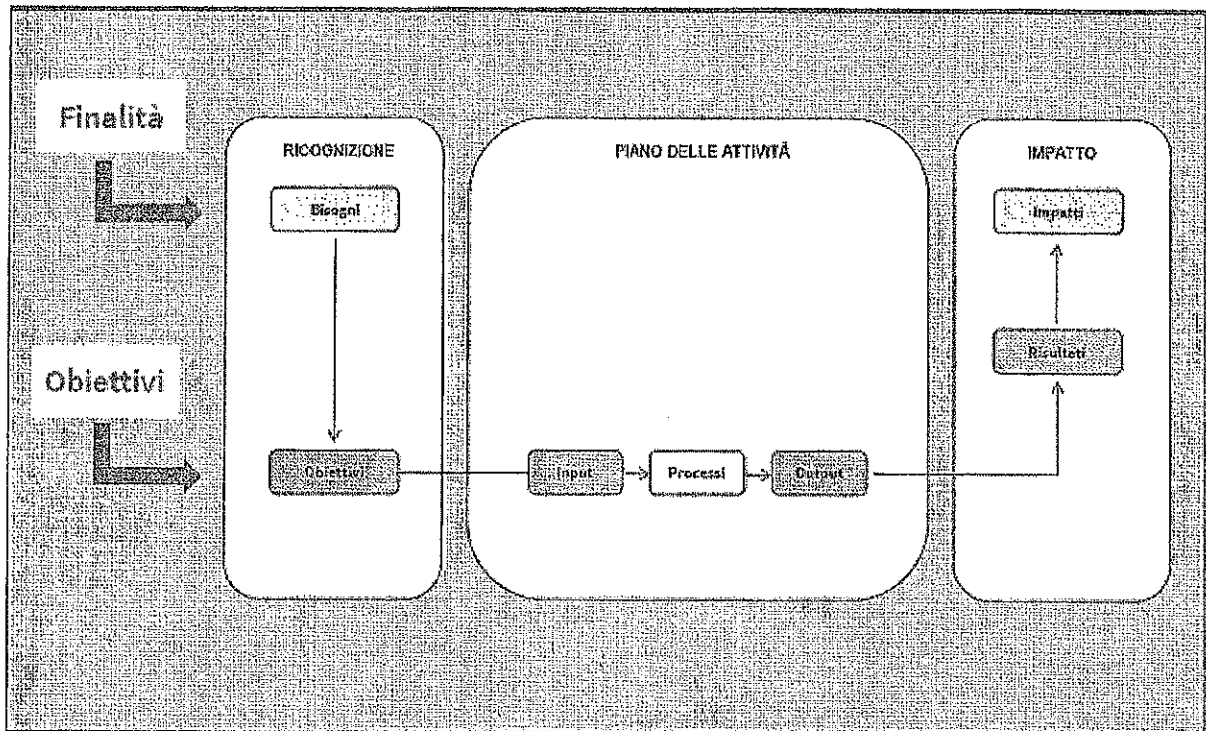 Finalità
RICOGNIZIONE
PIANO DELLE ATTIVITÀ
IMPATTO
Bisogni
Impatti
Risultati
Obiettivi
Obiettivi
Input
Processi
Output